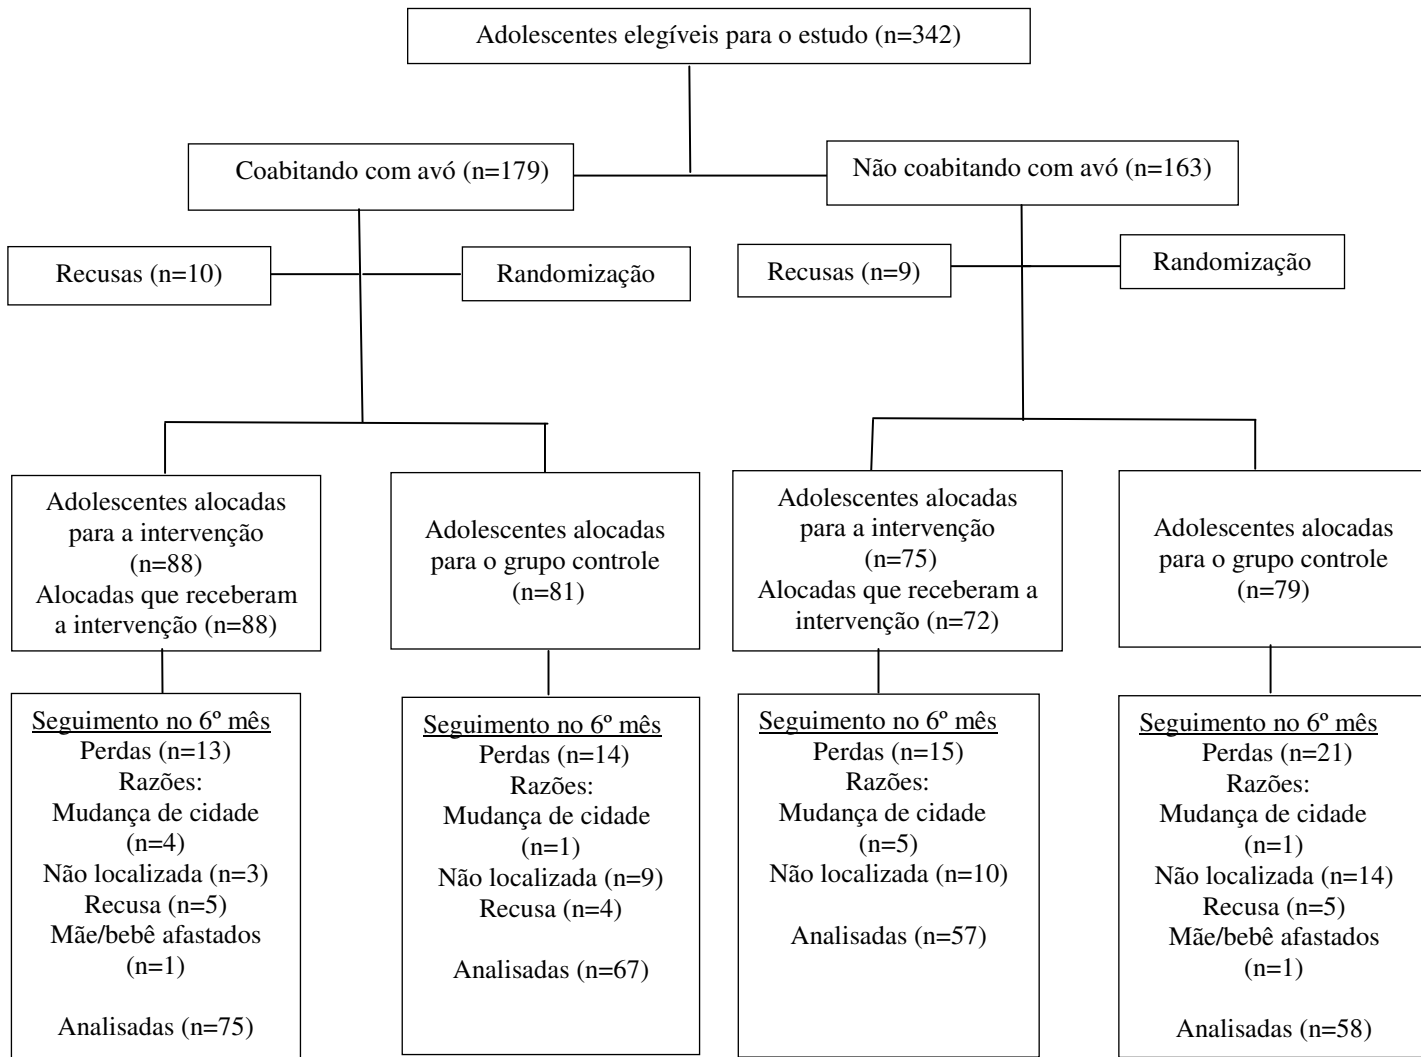 Adolescentes elegíveis para o estudo (n=342)
Coabitando com avó (n=179)
Não coabitando com avó (n=163)
Recusas (n=10)
Randomização
Recusas (n=9)
Randomização
Adolescentes alocadas
para a intervenção
(n=88)
Alocadas que receberam
a intervenção (n=88)
Adolescentes alocadas
para o grupo controle
(n=81)
Adolescentes alocadas
para a intervenção
(n=75)
Alocadas que receberam a
intervenção (n=72)
Adolescentes alocadas
para o grupo controle
(n=79)
Seguimento no 6º mês
Perdas (n=13)
Razões:
Mudança de cidade
(n=4)
Não localizada (n=3)
Recusa (n=5)
Mãe/bebê afastados
(n=1)
Analisadas (n=75)
Seguimento no 6º mês
Perdas (n=14)
Razões:
Mudança de cidade
(n=1)
Não localizada (n=9)
Recusa (n=4)
Analisadas (n=67)
Seguimento no 6º mês
Perdas (n=15)
Razões:
Mudança de cidade
(n=5)
Não localizada (n=10)
Analisadas (n=57)
Seguimento no 6º mês
Perdas (n=21)
Razões:
Mudança de cidade
(n=1)
Não localizada (n=14)
Recusa (n=5)
Mãe/bebê afastados
(n=1)
Analisadas (n=58)